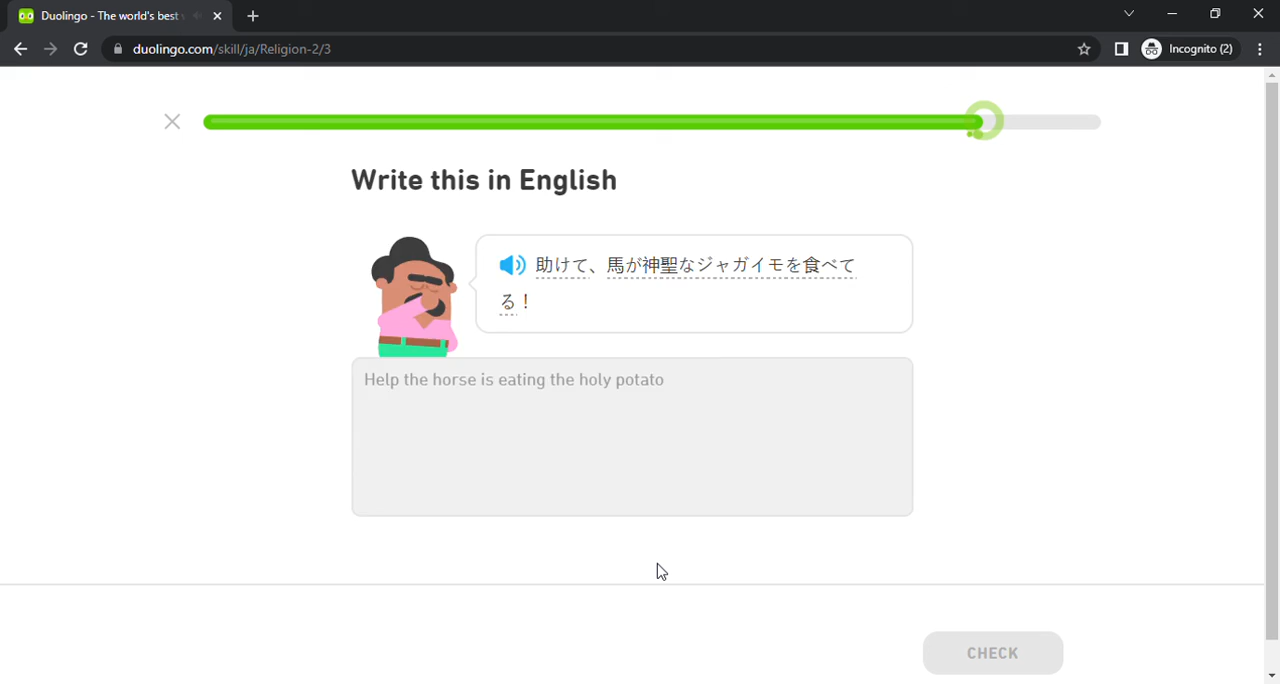 Duolingo - The world's best
duolingo.com/skill/ja/Religion-2/3
Incognito (2)
Write this in English
助けて、馬が神聖なジャガイモを食べて
る！
Help the horse is eating the holy potato
CHECK